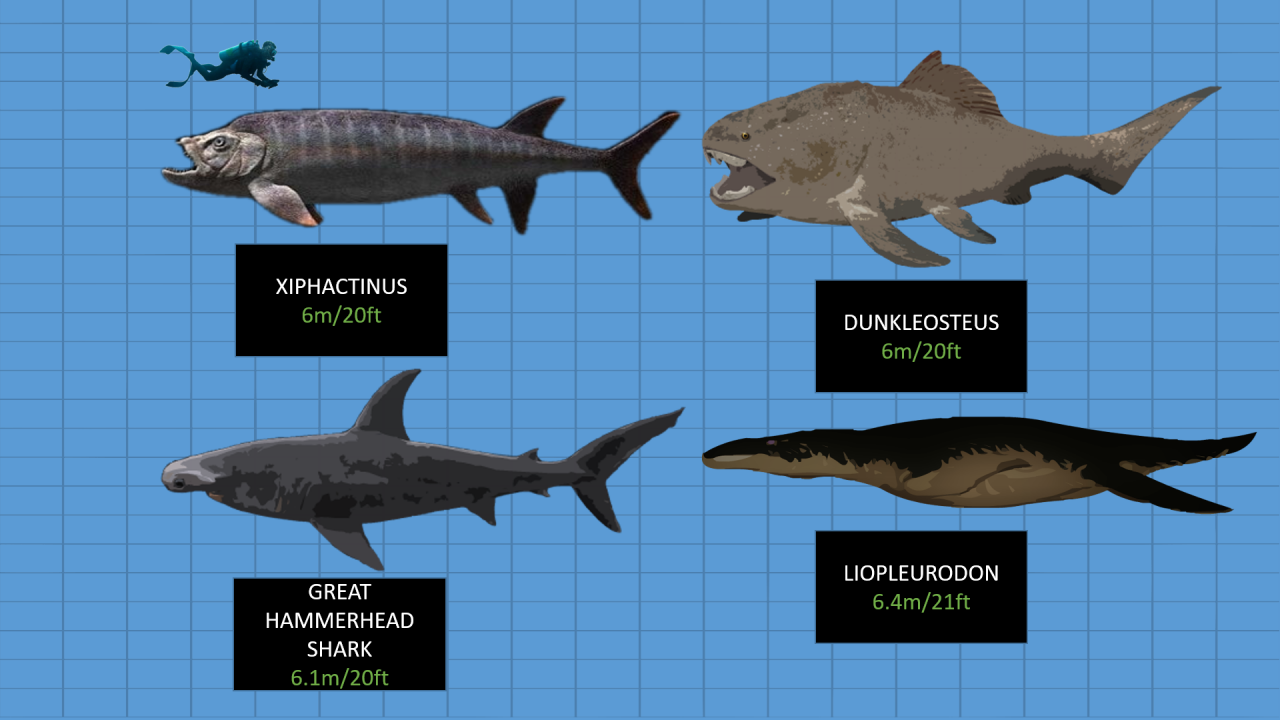 XIPHACTINUS
6m/20ft
DUNKLEOSTEUS
6m/20ft
GREAT
HAMMERHEAD
SHARK
6.1m/20ft
LIOPLEURODON
6.4m/21ft